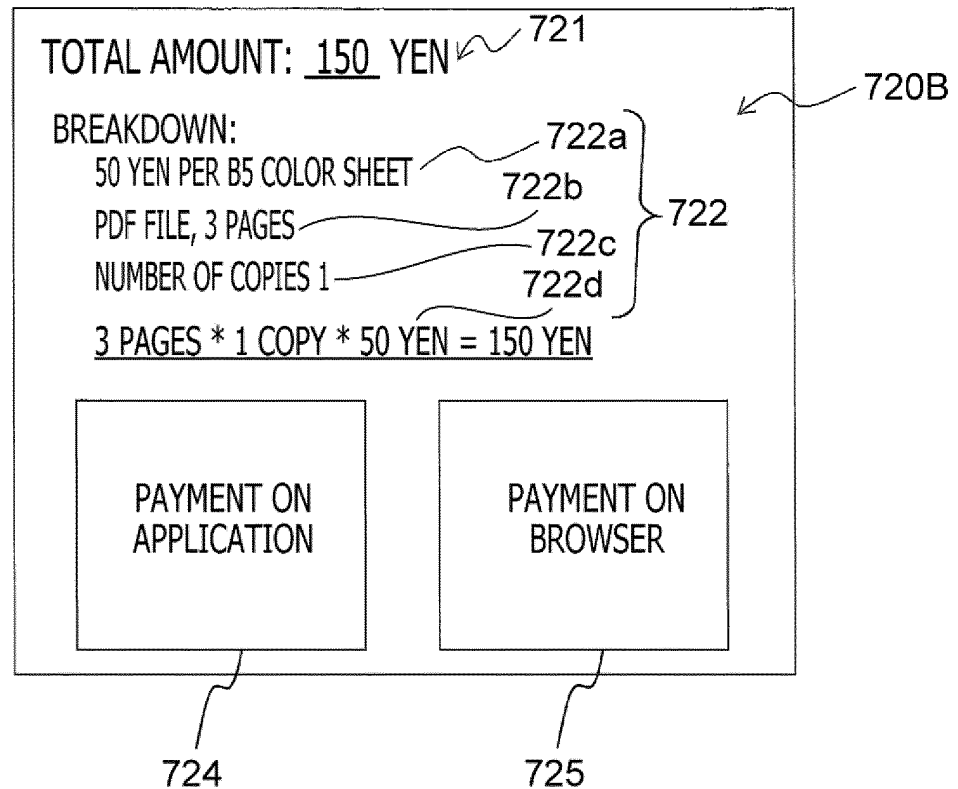 TOTAL AMOUNT: 150 YEN
721
720B
BREAKDOWN:
722a
50 YEN PER B5 COLOR SHEET
722b
PDF FILE, 3 PAGES
722
722c
NUMBER OF COPIES 1
722d
3 PAGES * 1 COPY * 50 YEN = 150 YEN
PAYMENT ON
APPLICATION
PAYMENT ON
BROWSER
724
725